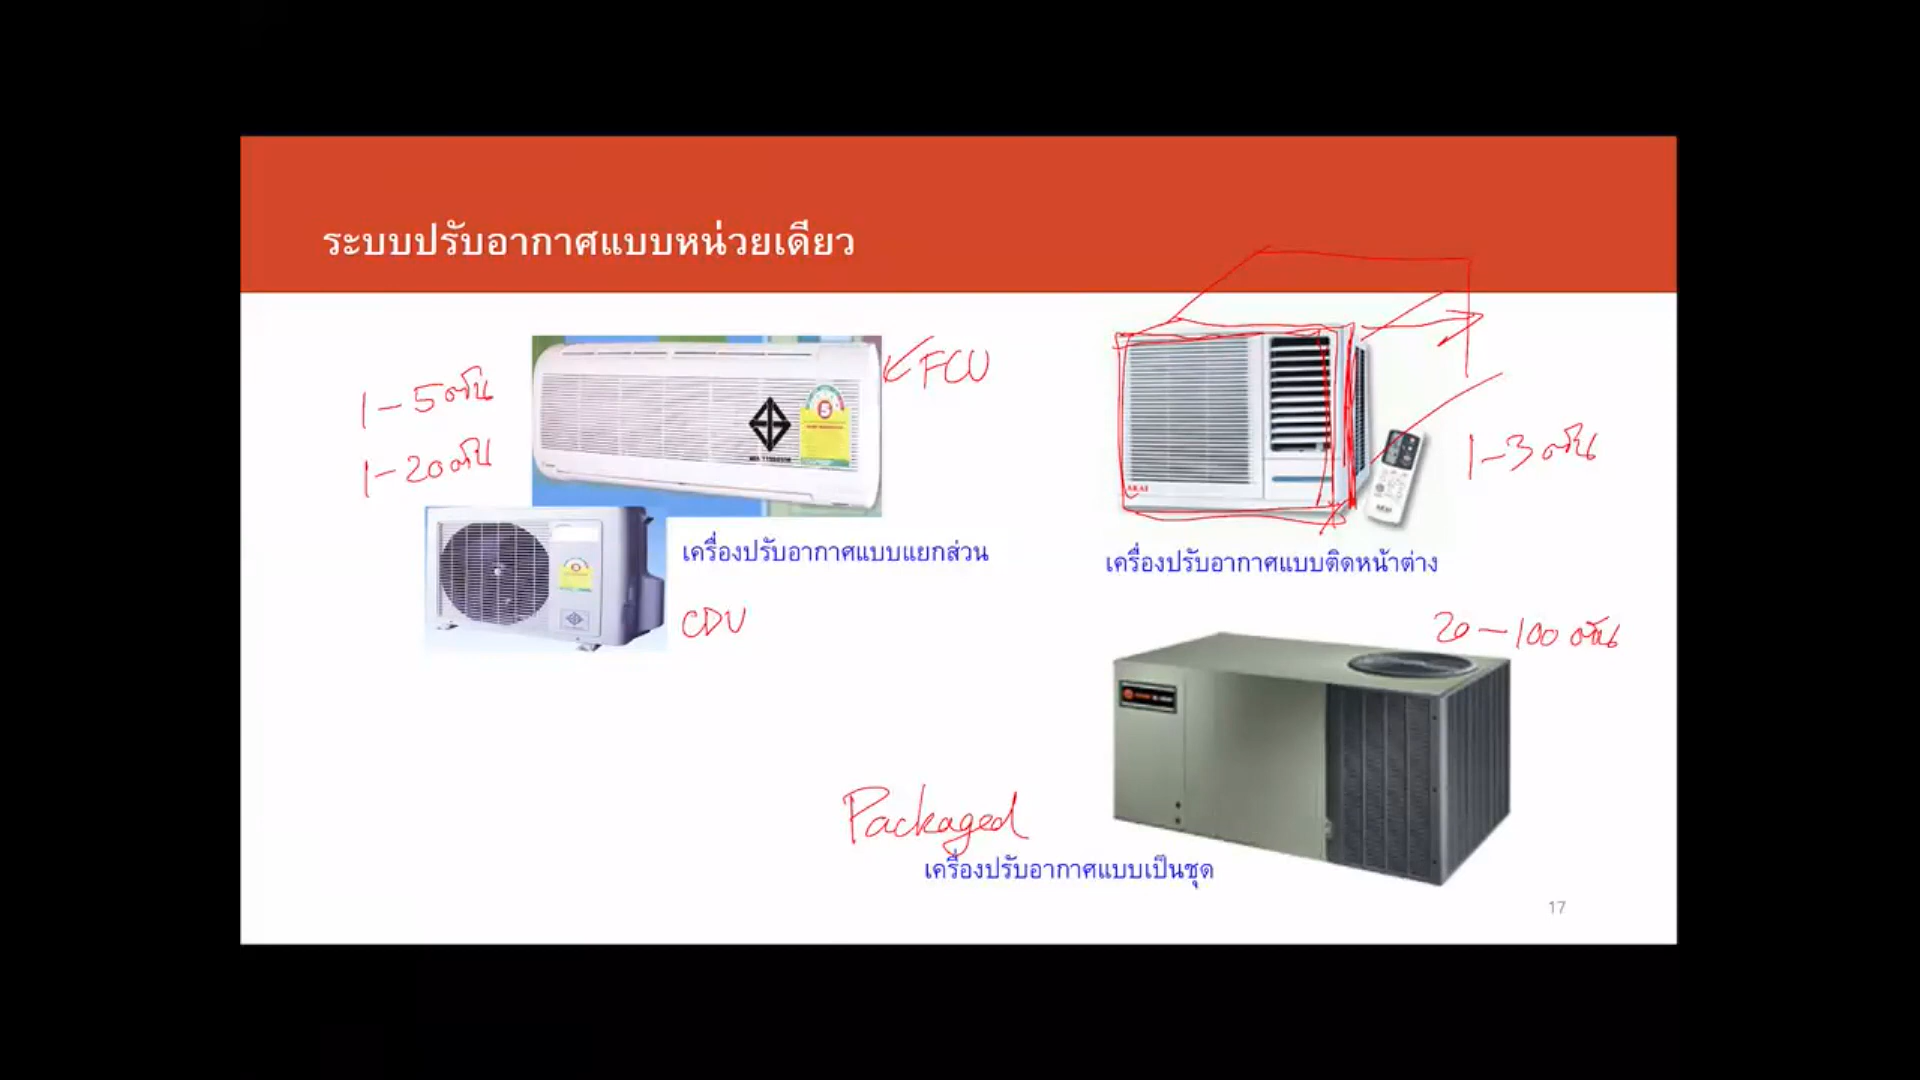 ระบบปรับอากาศแบบหน่วยเดียว
FCU
1-5 ตัน
1-20 ตัน
1-3 ตัน
AKAI
เครื่องปรับอากาศแบบแยกส่วน
เครื่องปรับอากาศแบบติดหน้าต่าง
CDU
20-100 ตัน
Packaged
เครื่องปรับอากาศแบบเป็นชุด
17